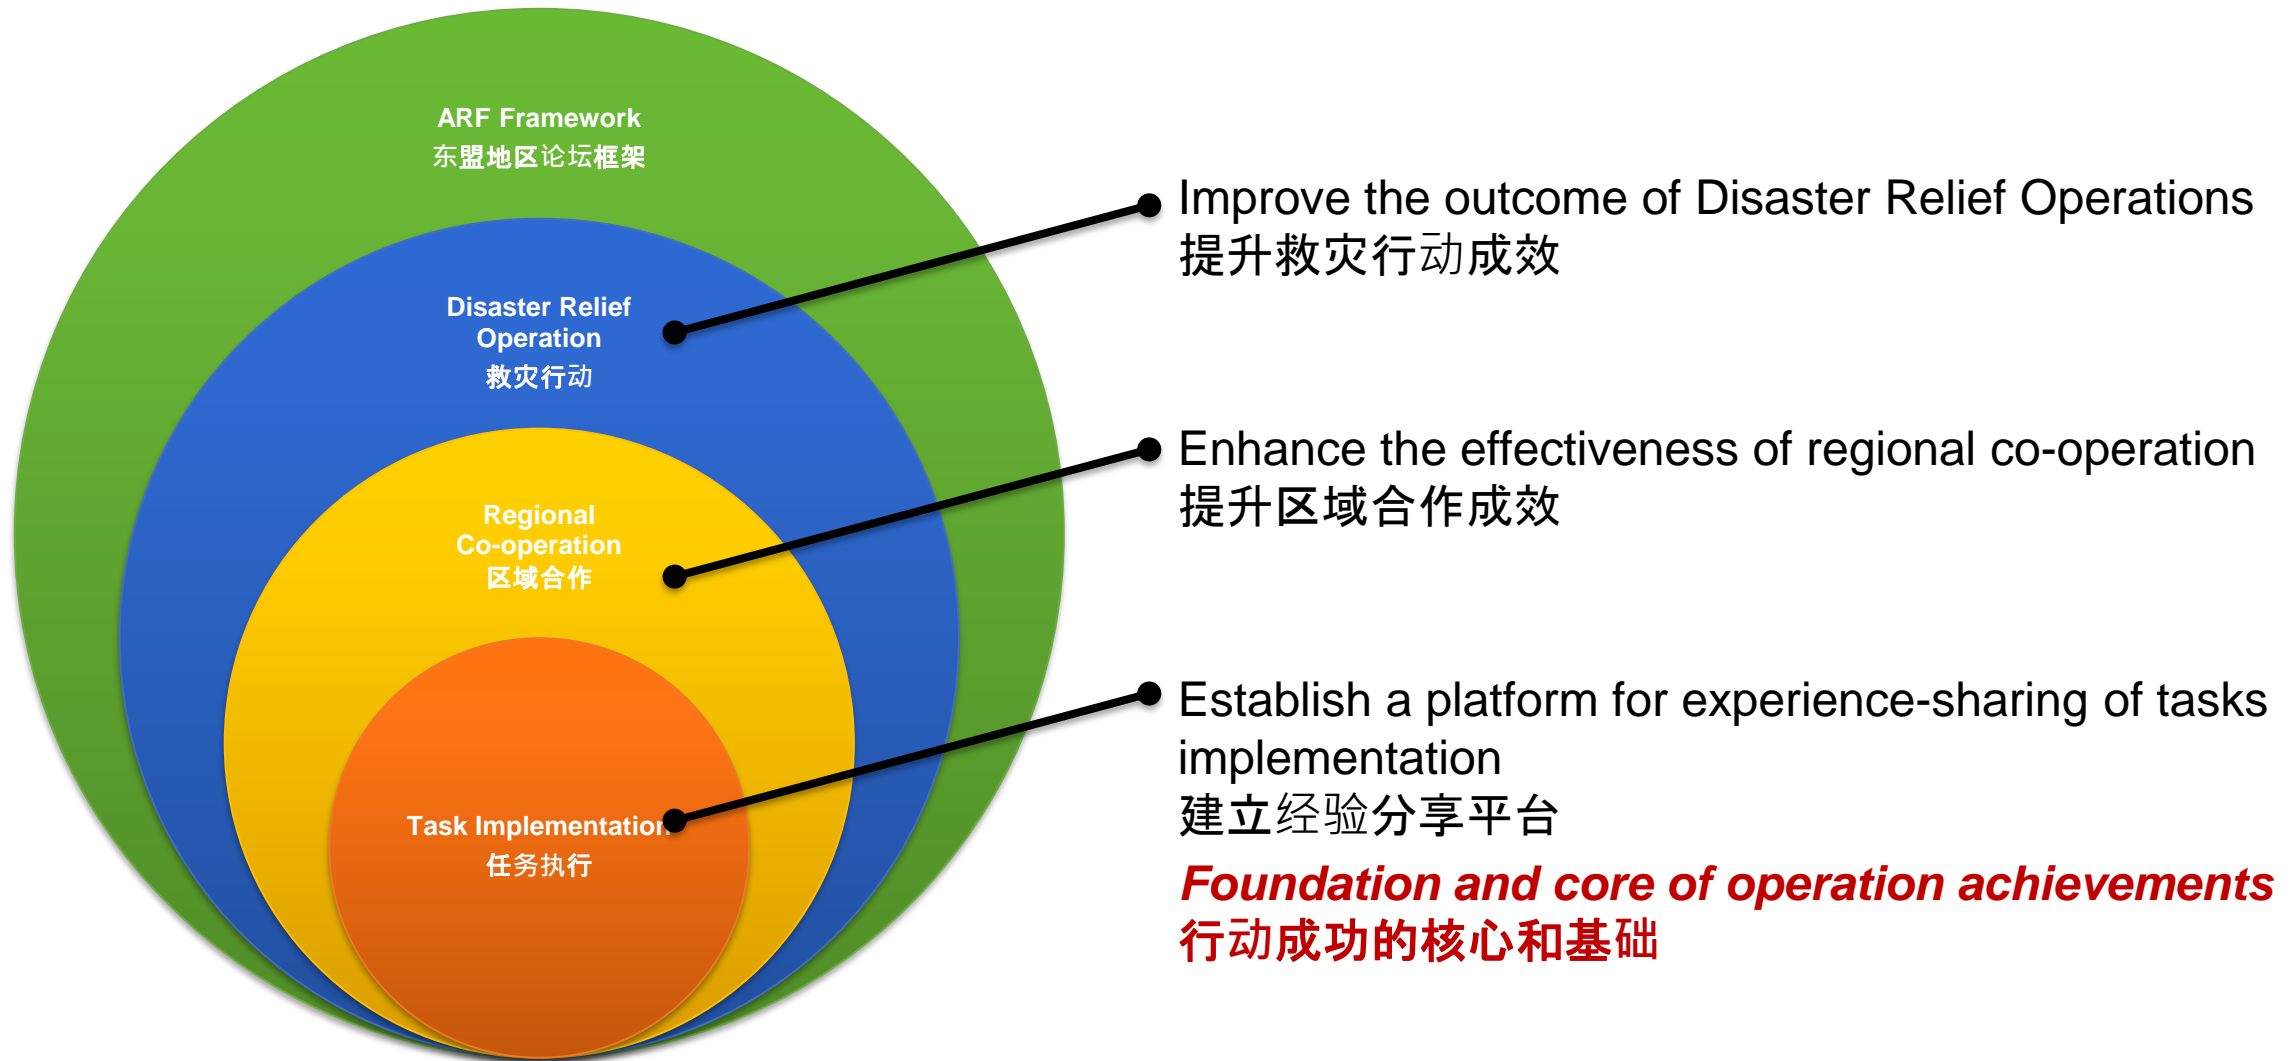 ARF Framework
东盟地区论坛框架
Disaster Relief
Operation
救灾行动
Regional
Co-operation
区域合作
Task Implementation
任务执行
Improve the outcome of Disaster Relief Operations
提升救灾行动成效
Enhance the effectiveness of regional co-operation
提升区域合作成效
Establish a platform for experience-sharing of tasks
implementation
建立经验分享平台
Foundation and core of operation achievements
行动成功的核心和基础